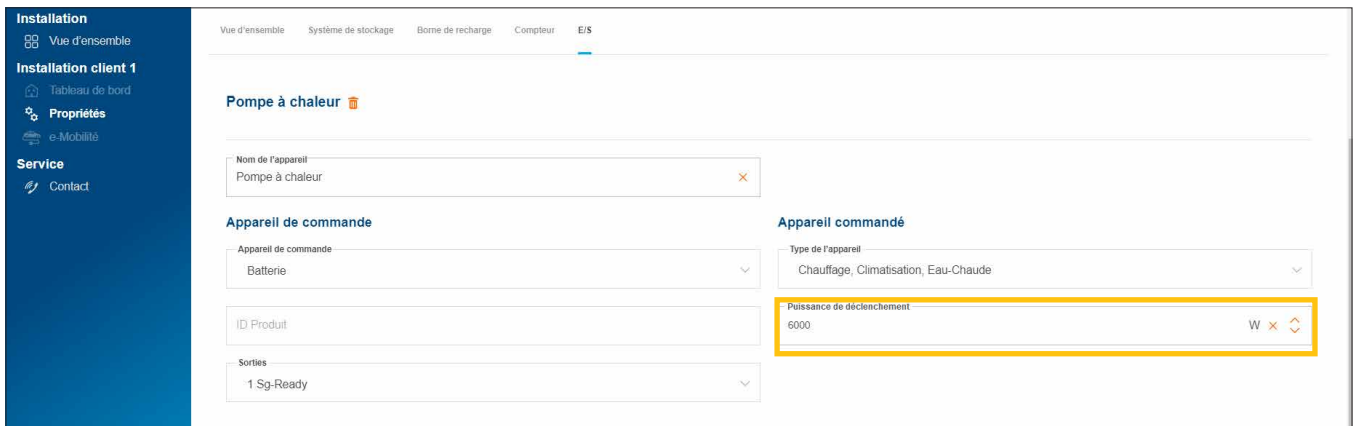 Installation
Vue d'ensemble
Installation client 1
Tableau de bord
Propriétés
e-Mobilité
Service
Contact
Vue d'ensemble Système de stockage Borne de recharge Compteur E/S
Pompe à chaleur
Nom de l'appareil
Pompe à chaleur
Appareil de commande
Appareil de commande
Batterie
ID Produit
Sorties
1 Sg-Ready
Appareil commandé
Type de l'appareil
Chauffage, Climatisation, Eau-Chaude
Puissance de déclenchement
6000 W